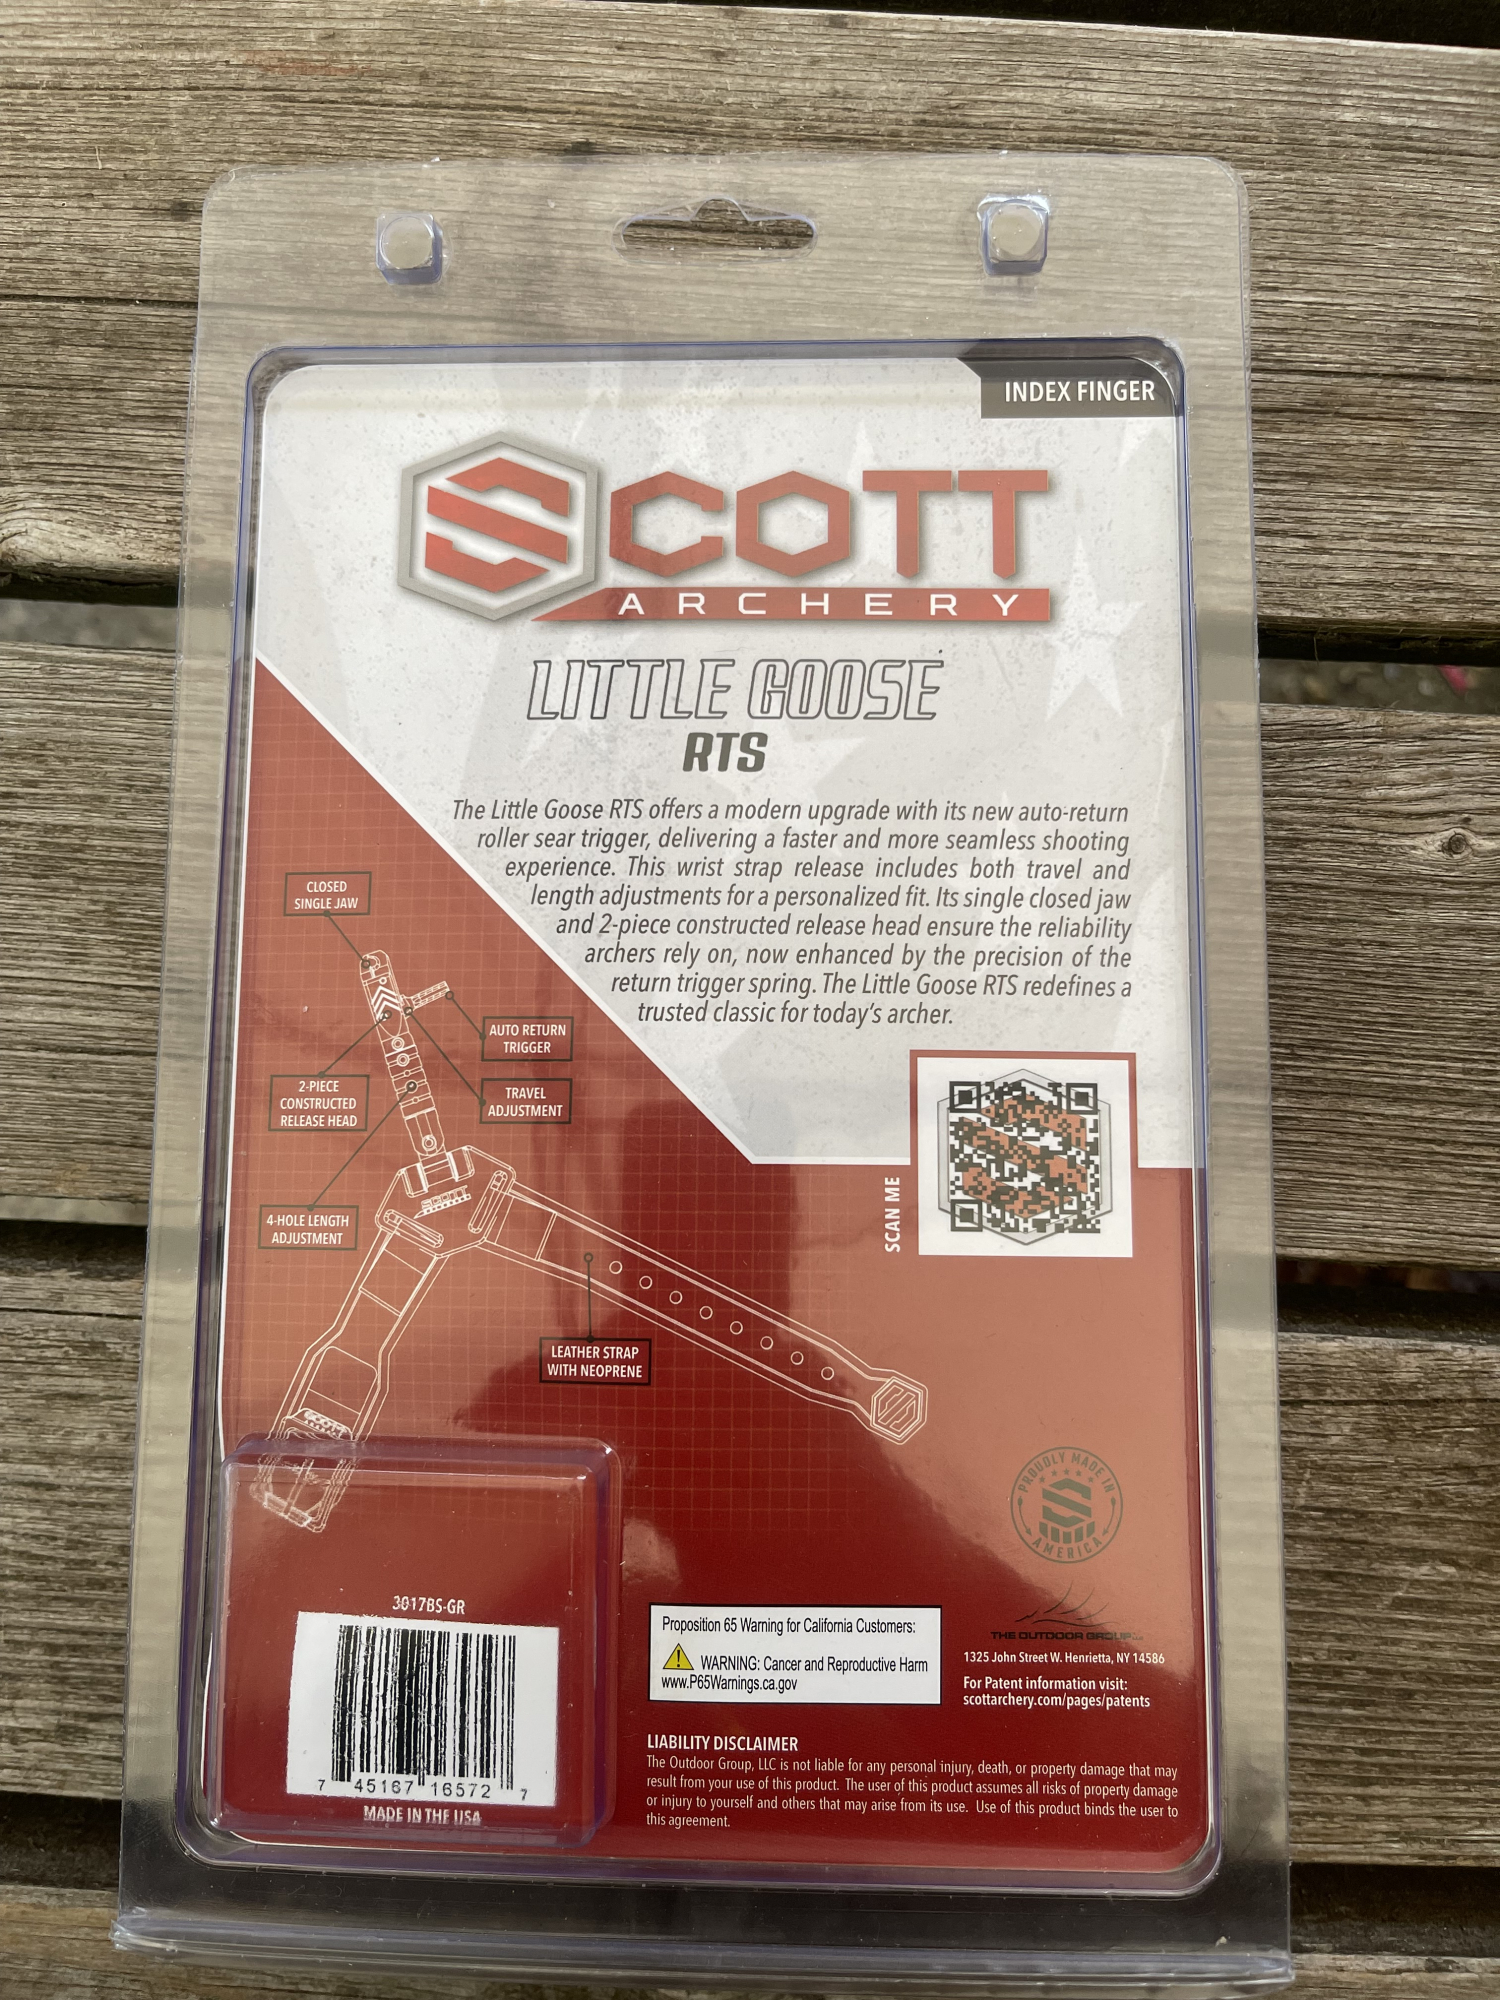 INDEX FINGER
SCOTT
ARCHERY
LITTLE GOOSE
RTS
The Little Goose RTS offers a modern upgrade with its new auto-return
roller sear trigger, delivering a faster and more seamless shooting
experience. This wrist strap release includes both travel and
length adjustments for a personalized fit. Its single closed jaw
and 2-piece constructed release head ensure the reliability
archers rely on, now enhanced by the precision of the
return trigger spring. The Little Goose RTS redefines a
trusted classic for today's archer.
CLOSED
SINGLE JAW
AUTO RETURN
TRIGGER
2-PIECE
CONSTRUCTED
RELEASE HEAD
TRAVEL
ADJUSTMENT
4-HOLE LENGTH
ADJUSTMENT
SCOTT
SCAN ME
LEATHER STRAP
WITH NEOPRENE
SCOTT
PROUDLY MADE IN
AMERICA
3017BS-GR
7 45167 16572 7
MADE IN THE USA
Proposition 65 Warning for California Customers:
WARNING: Cancer and Reproductive Harm
www.P65Warnings.ca.gov
THE OUTDOOR GROUP
1325 John Street W. Henrietta, NY 14586
For Patent information visit:
scottarchery.com/pages/patents
LIABILITY DISCLAIMER
The Outdoor Group, LLC is not liable for any personal injury, death, or property damage that may
result from your use of this product. The user of this product assumes all risks of property damage
or injury to yourself and others that may arise from its use. Use of this product binds the user to
this agreement.